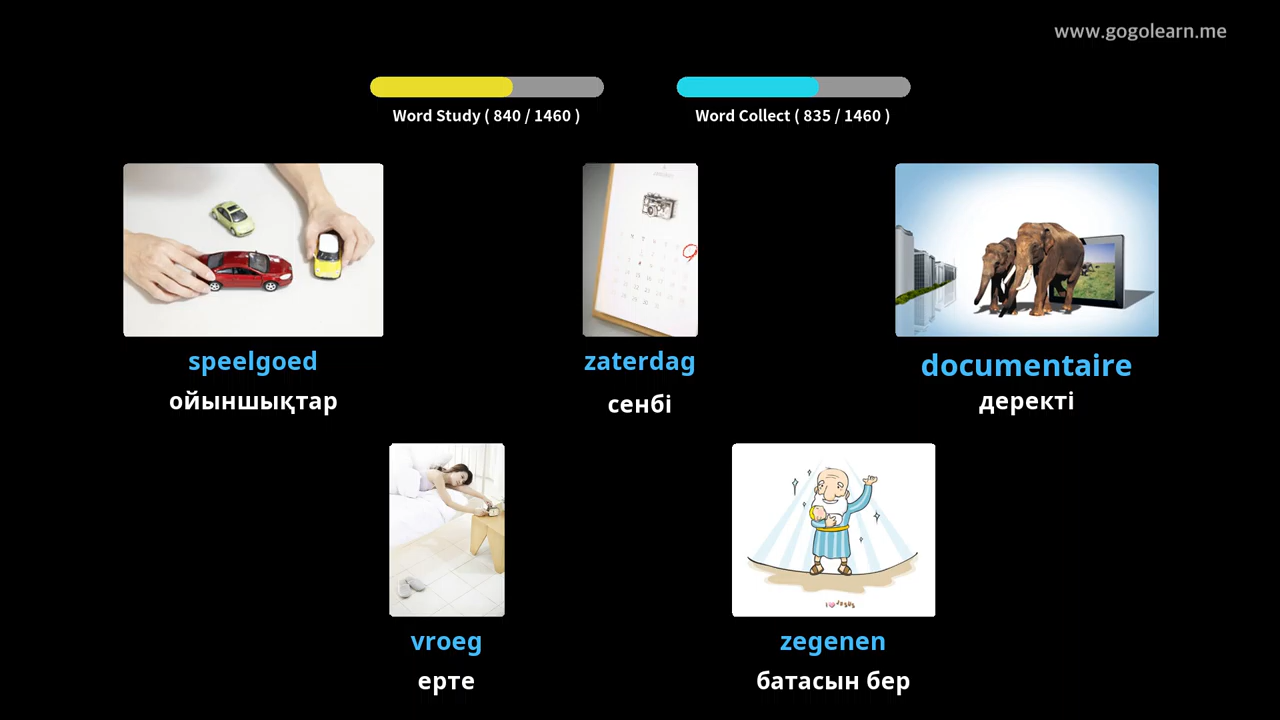 www.gogolearn.me
Word Study ( 840 / 1460 )
Word Collect ( 835 / 1460 )
speelgoed
zaterdag
documentaire
ойыншықтар
сенбі
деректі
vroeg
zegenen
ерте
батасын бер